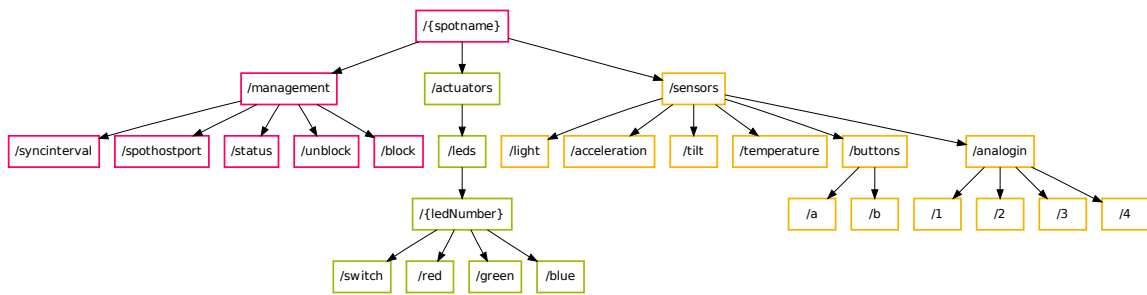 /{spotname}
/management
/actuators
/sensors
/syncinterval
/spothostport
/status
/unblock
/block
/leds
/light
/acceleration
/tilt
/temperature
/buttons
/analogin
/{ledNumber}
/a
/b
/1
/2
/3
/4
/switch
/red
/green
/blue